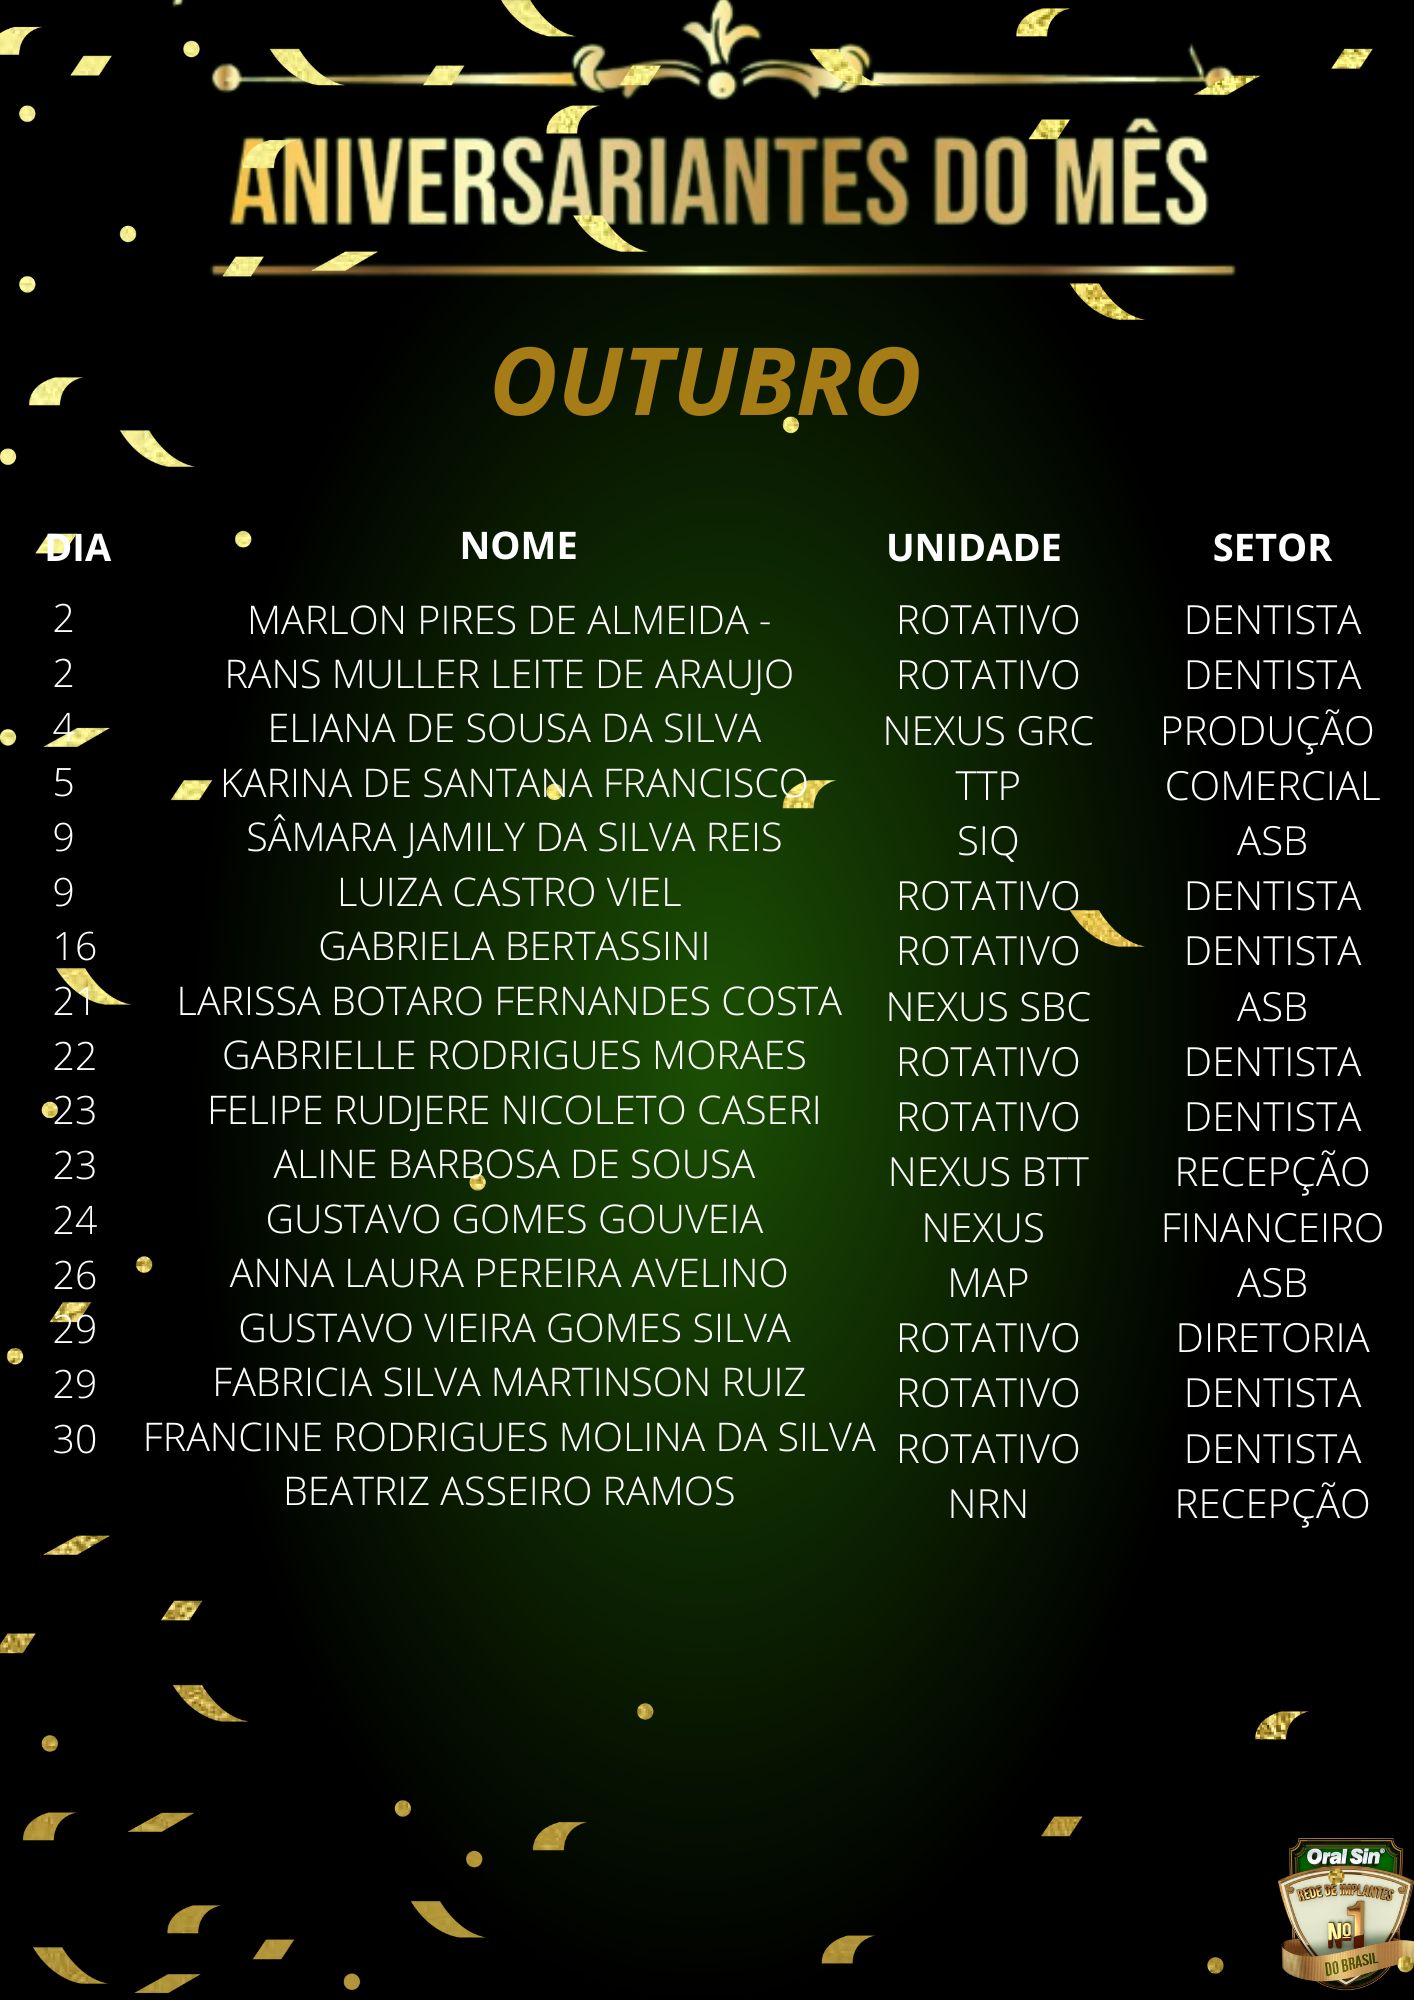 ANIVERSARIANTES DO MÊS
OUTUBRO
DIA NOME UNIDADE SETOR
2 MARLON PIRES DE ALMEIDA - ROTATIVO DENTISTA
2 RANS MULLER LEITE DE ARAUJO ROTATIVO DENTISTA
4 ELIANA DE SOUSA DA SILVA NEXUS GRC PRODUÇÃO
5 KARINA DE SANTANA FRANCISCO TTP COMERCIAL
9 SÂMARA JAMILY DA SILVA REIS SIQ ASB
9 LUIZA CASTRO VIEL ROTATIVO DENTISTA
16 GABRIELA BERTASSINI ROTATIVO DENTISTA
21 LARISSA BOTARO FERNANDES COSTA NEXUS SBC ASB
22 GABRIELLE RODRIGUES MORAES ROTATIVO DENTISTA
23 FELIPE RUDJERE NICOLETO CASERI ROTATIVO DENTISTA
23 ALINE BARBOSA DE SOUSA NEXUS BTT RECEPÇÃO
24 GUSTAVO GOMES GOUVEIA NEXUS FINANCEIRO
26 ANNA LAURA PEREIRA AVELINO MAP ASB
29 GUSTAVO VIEIRA GOMES SILVA ROTATIVO DIRETORIA
29 FABRICIA SILVA MARTINSON RUIZ ROTATIVO DENTISTA
30 FRANCINE RODRIGUES MOLINA DA SILVA ROTATIVO DENTISTA
BEATRIZ ASSEIRO RAMOS NRN RECEPÇÃO
Oral Sin®
REDE DE IMPLANTES
Nº1
DO BRASIL